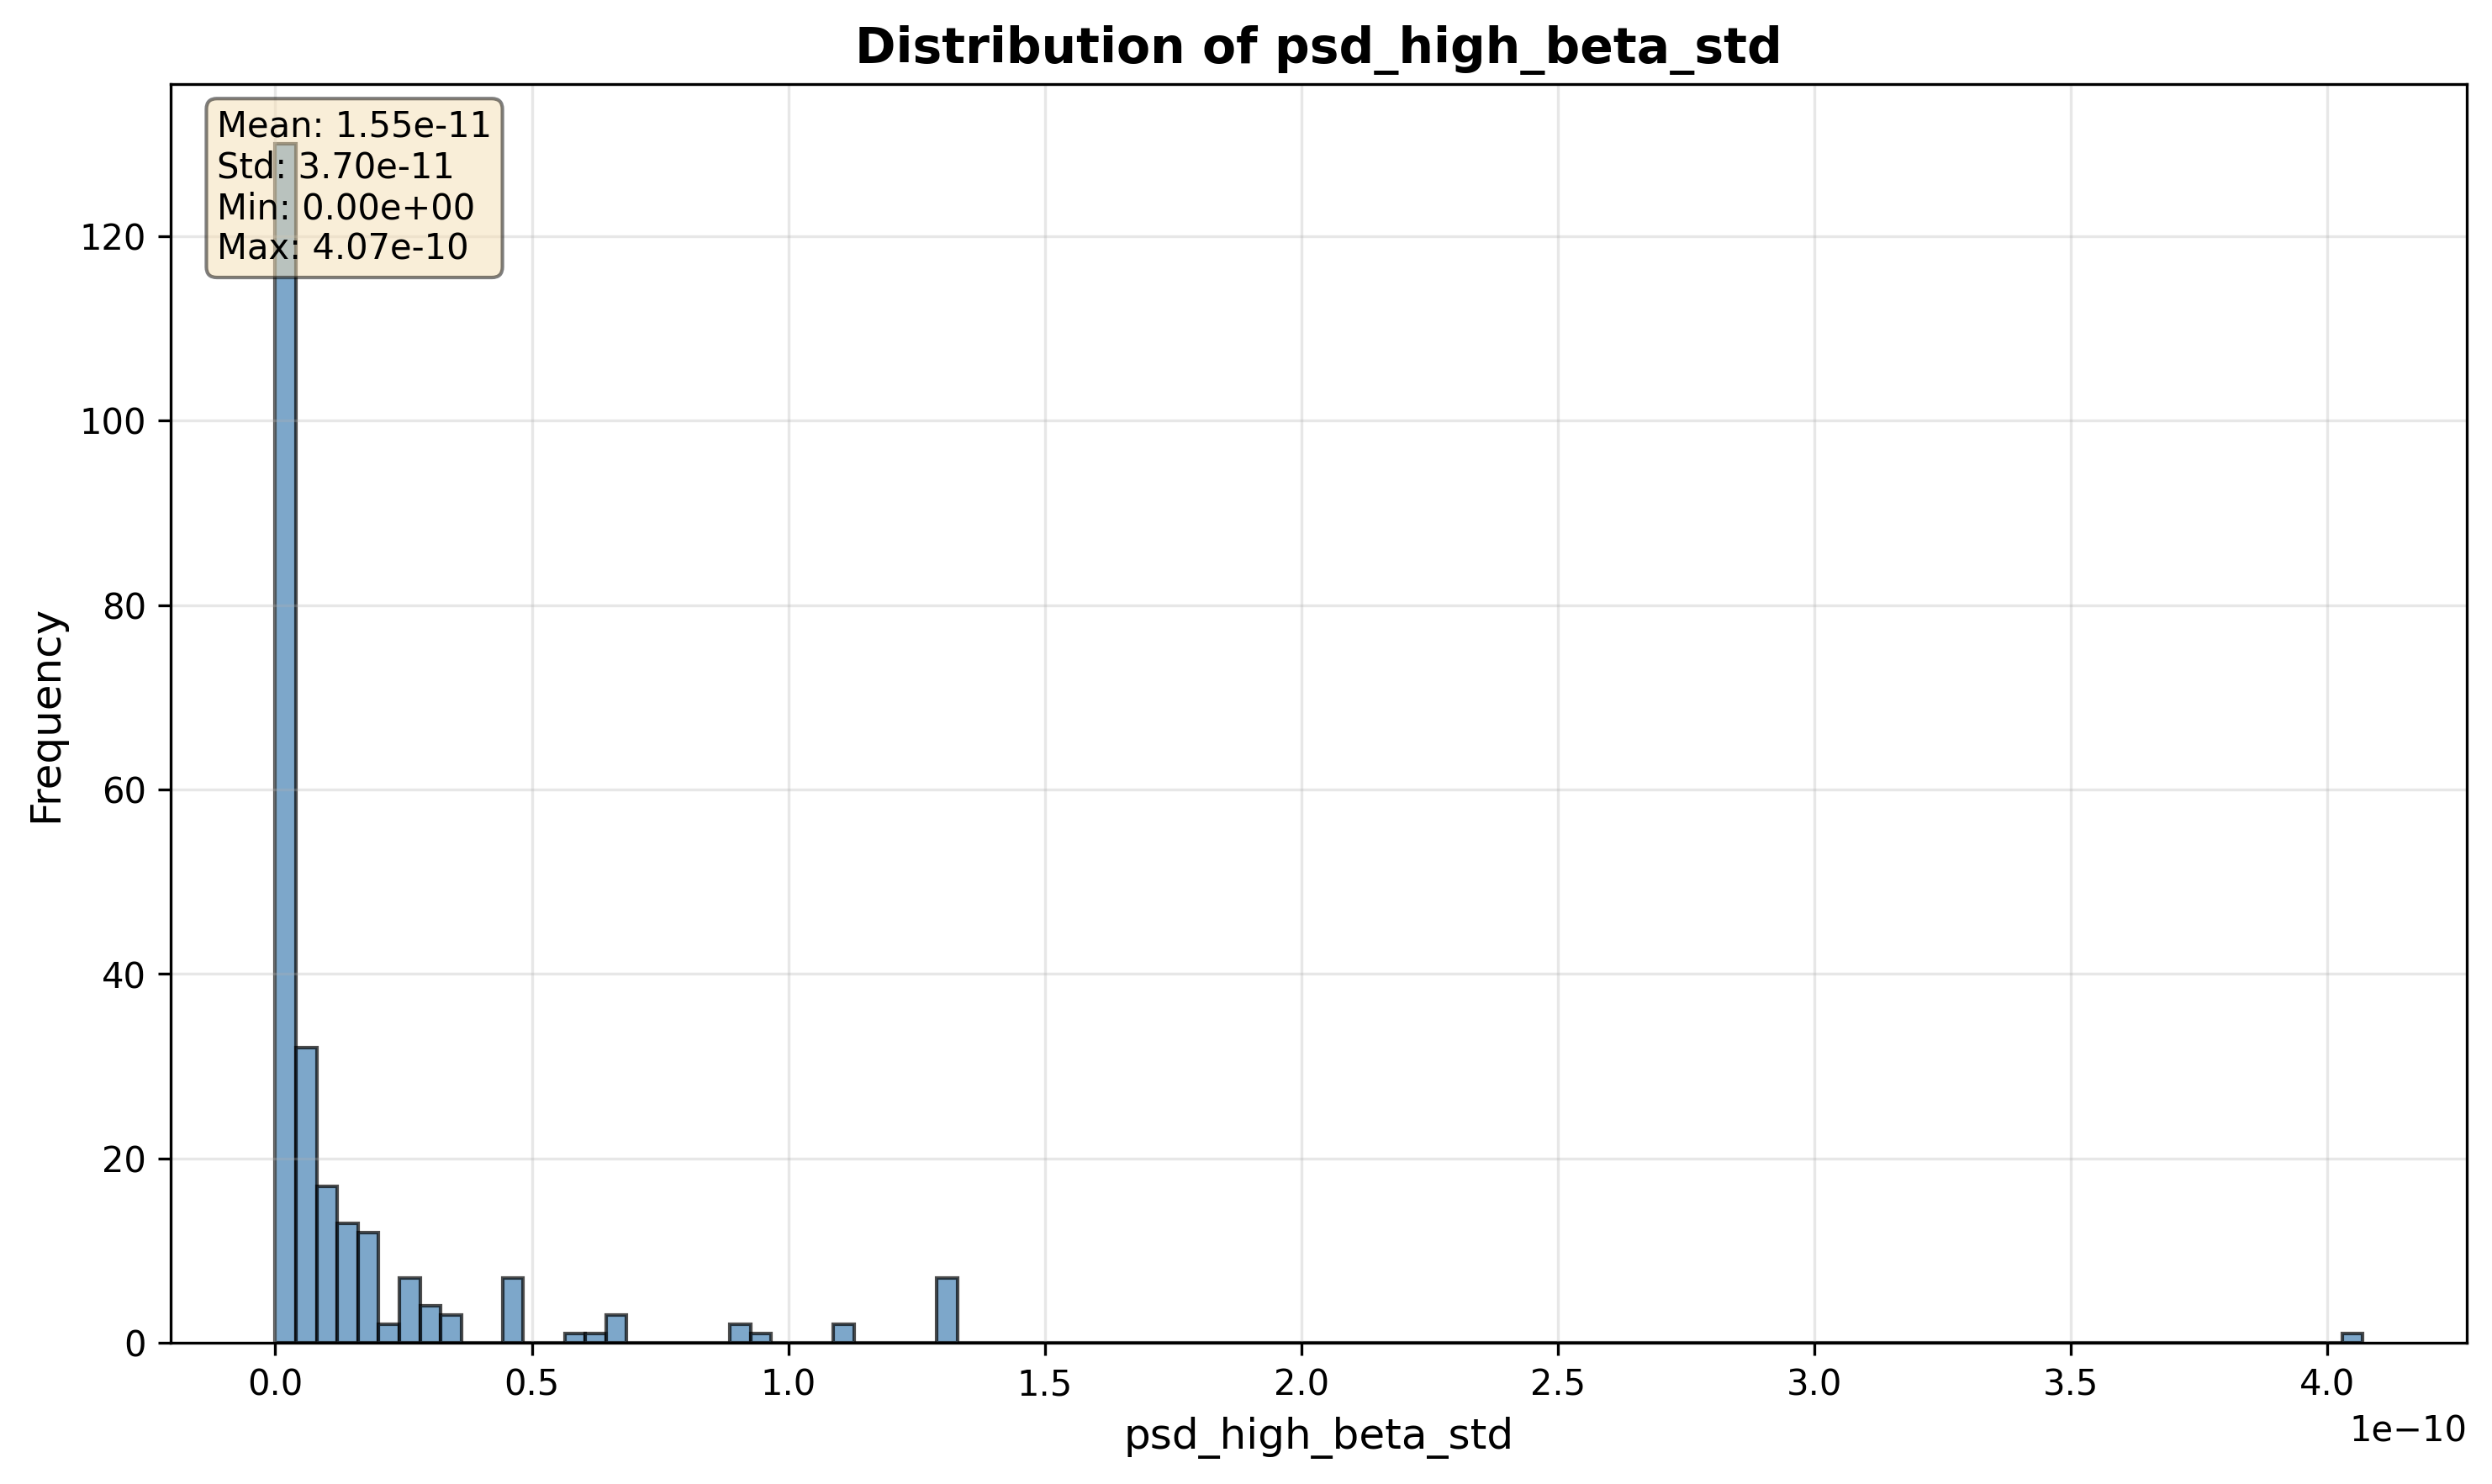 Distribution of psd_high_beta_std
Mean: 1.55e-11
Std: 3.70e-11
Min: 0.00e+00
Max: 4.07e-10
120
100
80
60
40
20
0
Frequency
0.0 0.5 1.0 1.5 2.0 2.5 3.0 3.5 4.0
1e−10
psd_high_beta_std